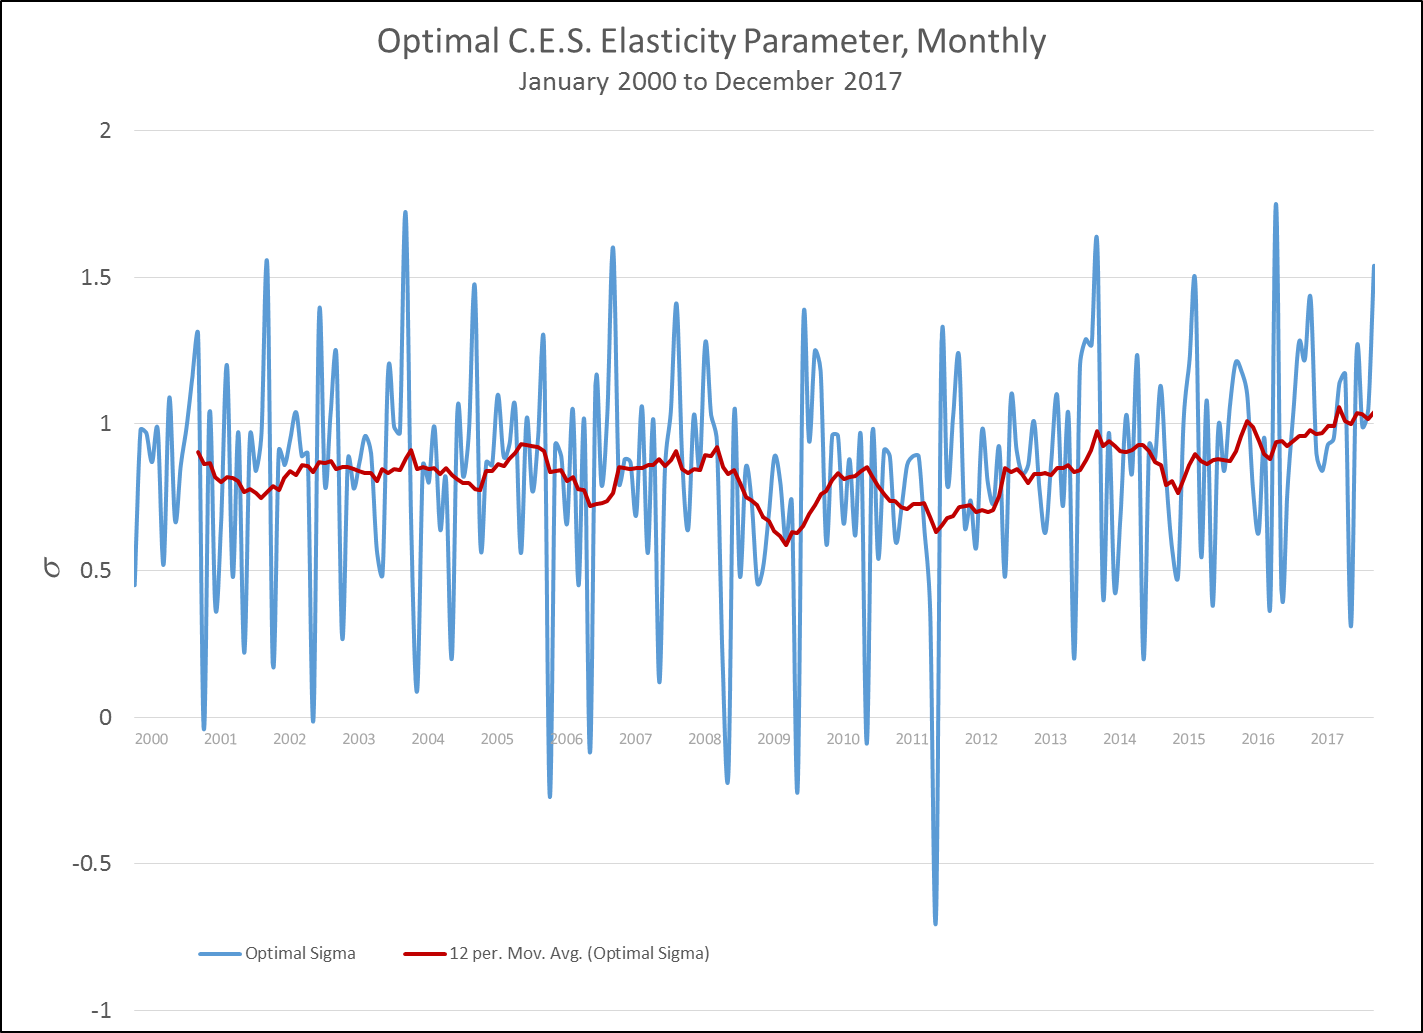 Optimal C.E.S. Elasticity Parameter, Monthly
January 2000 to December 2017
2
1.5
1
0.5
σ
0
2000 2001 2002 2003 2004 2005 2006 2007 2008 2009 2010 2011 2012 2013 2014 2015 2016 2017
-0.5
Optimal Sigma 12 per. Mov. Avg. (Optimal Sigma)
-1